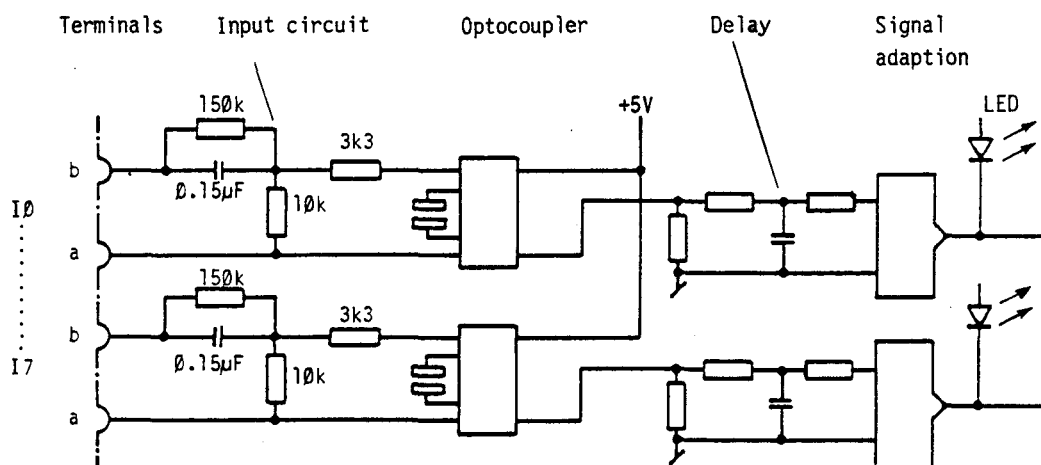 Terminals Input circuit Optocoupler Delay Signal
adaption
150k +5V LED
3k3
b
0.15µF
10k
I0
a
150k
3k3
b
0.15µF
I7
10k
a